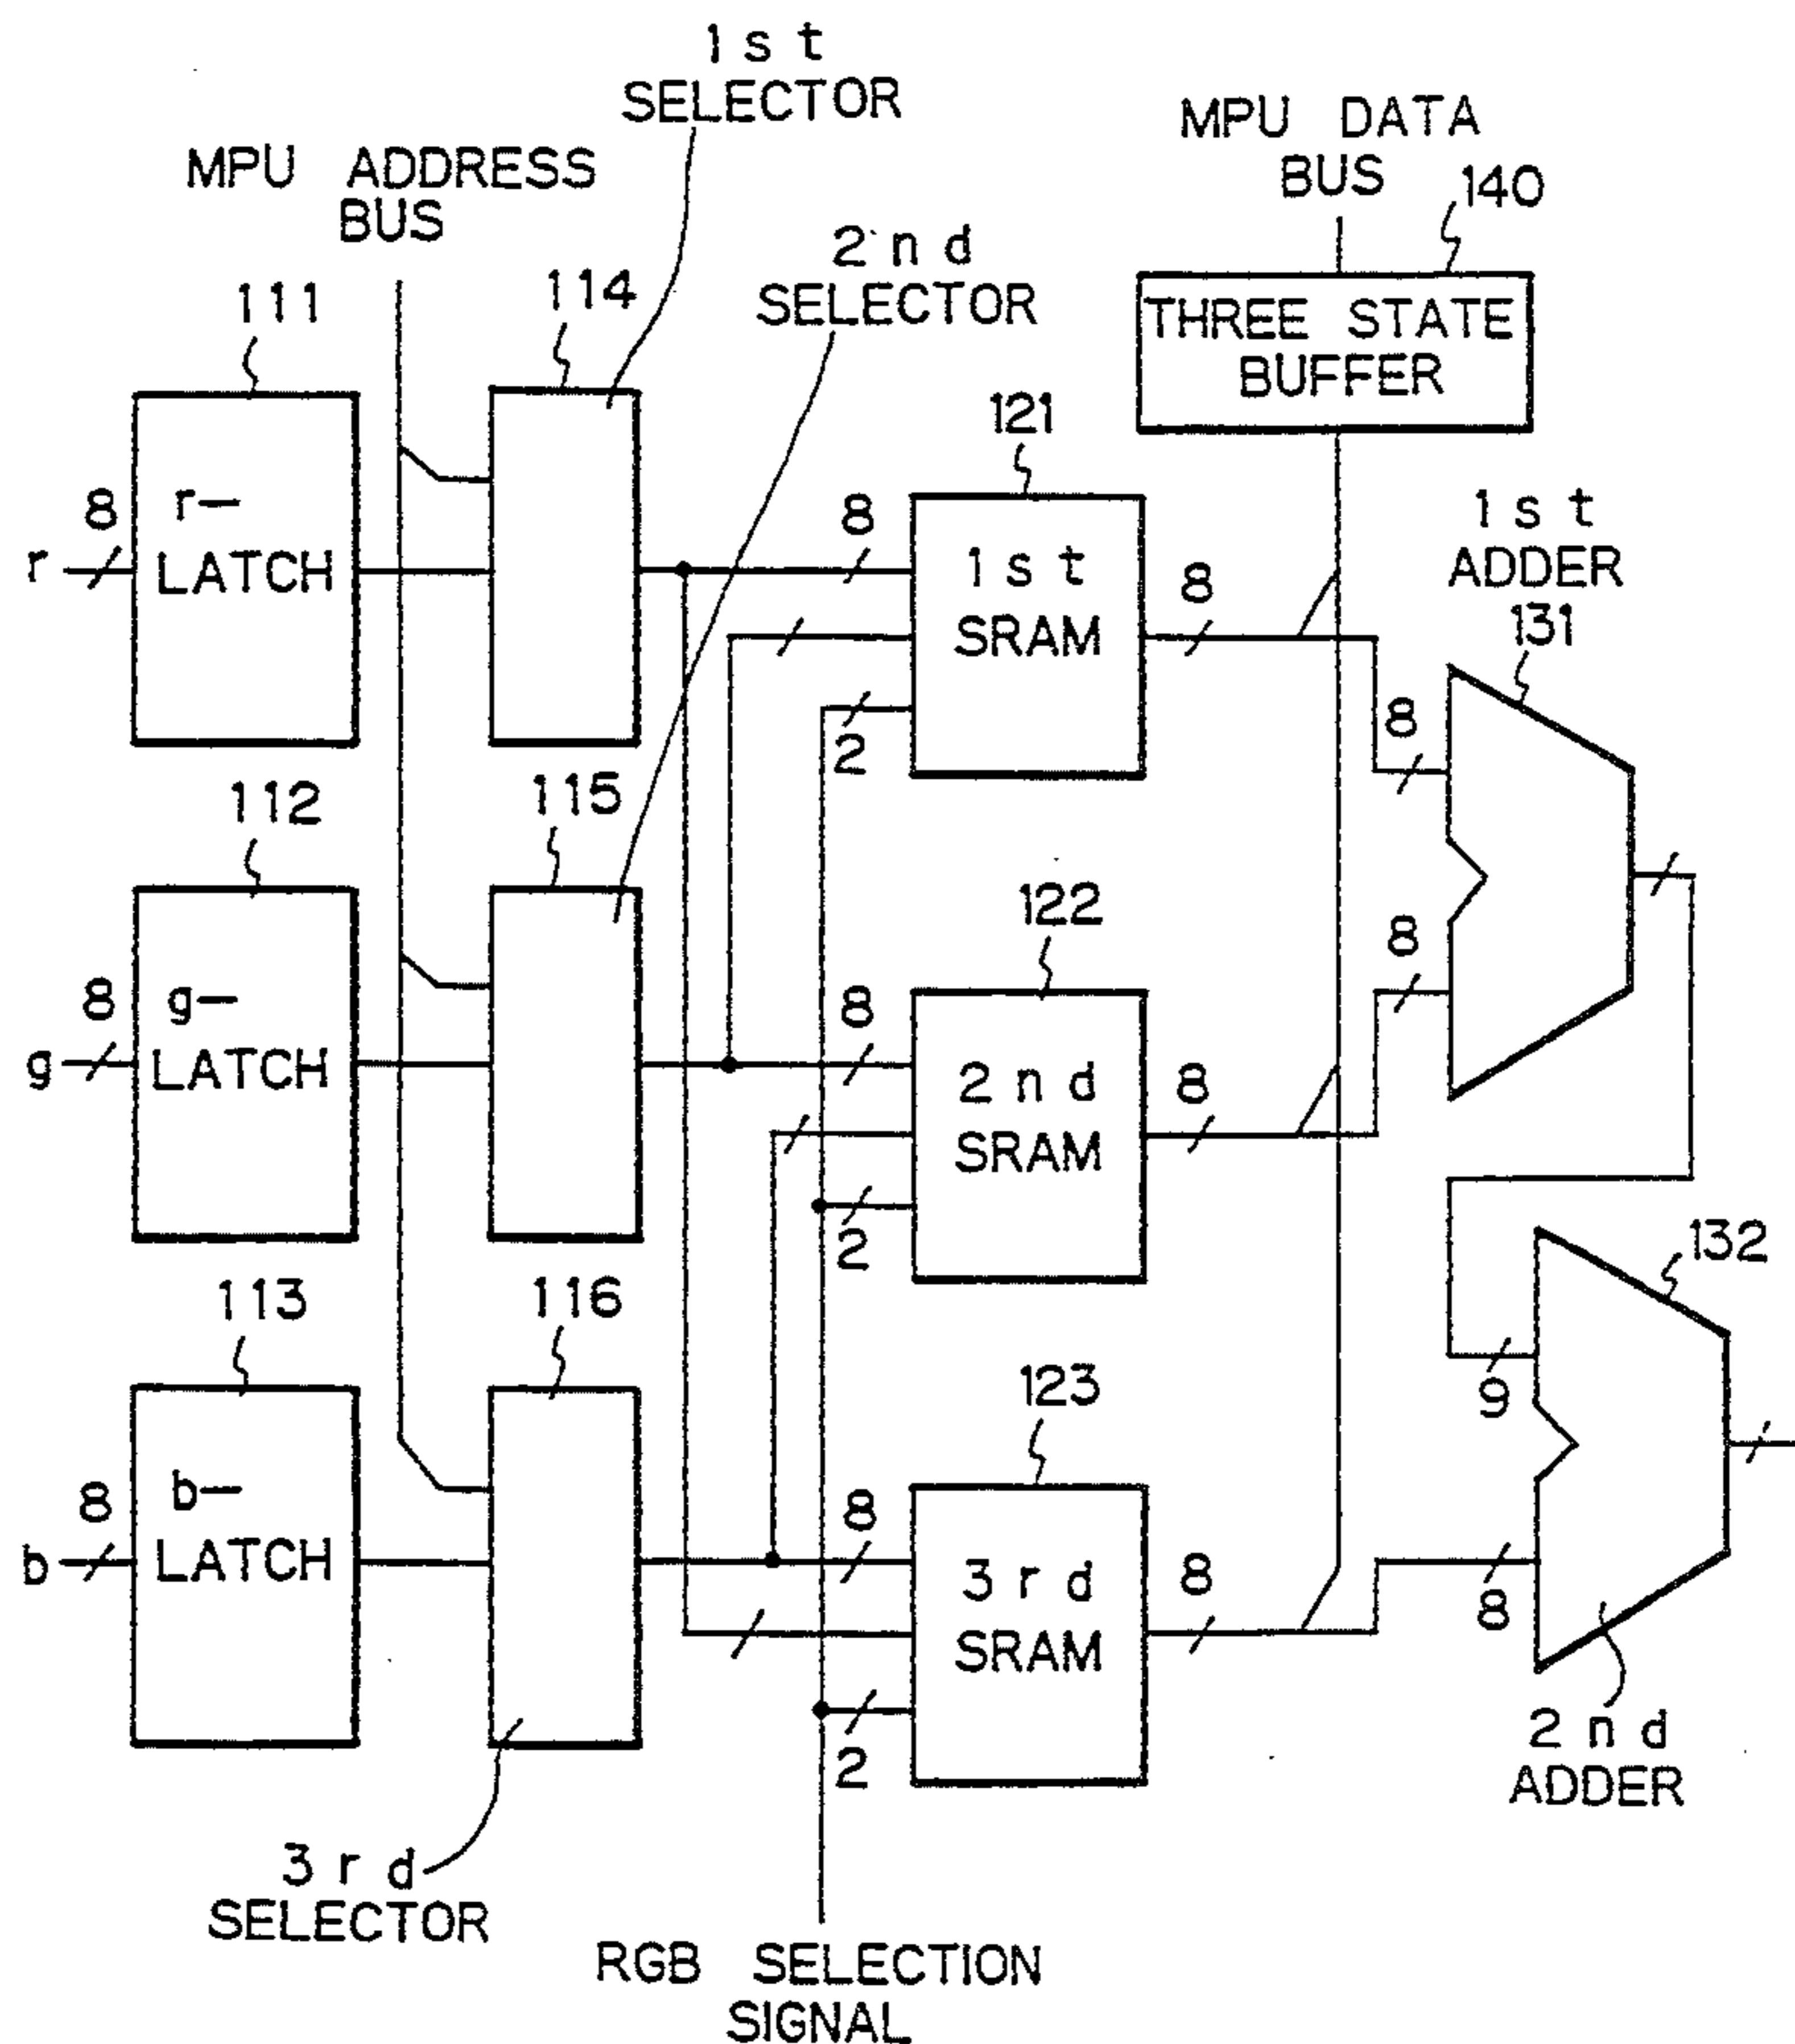 1st
SELECTOR
MPU ADDRESS
BUS
MPU DATA
BUS
140
2nd
SELECTOR
111
114
THREE STATE
BUFFER
121
8
r—
LATCH
r
8
1st
SRAM
8
1st
ADDER
131
2
8
112
115
122
8
8
g—
LATCH
g
8
2nd
SRAM
8
2
132
113
116
123
9
8
b—
LATCH
b
8
3rd
SRAM
8
8
2
2nd
ADDER
3rd
SELECTOR
RGB SELECTION
SIGNAL